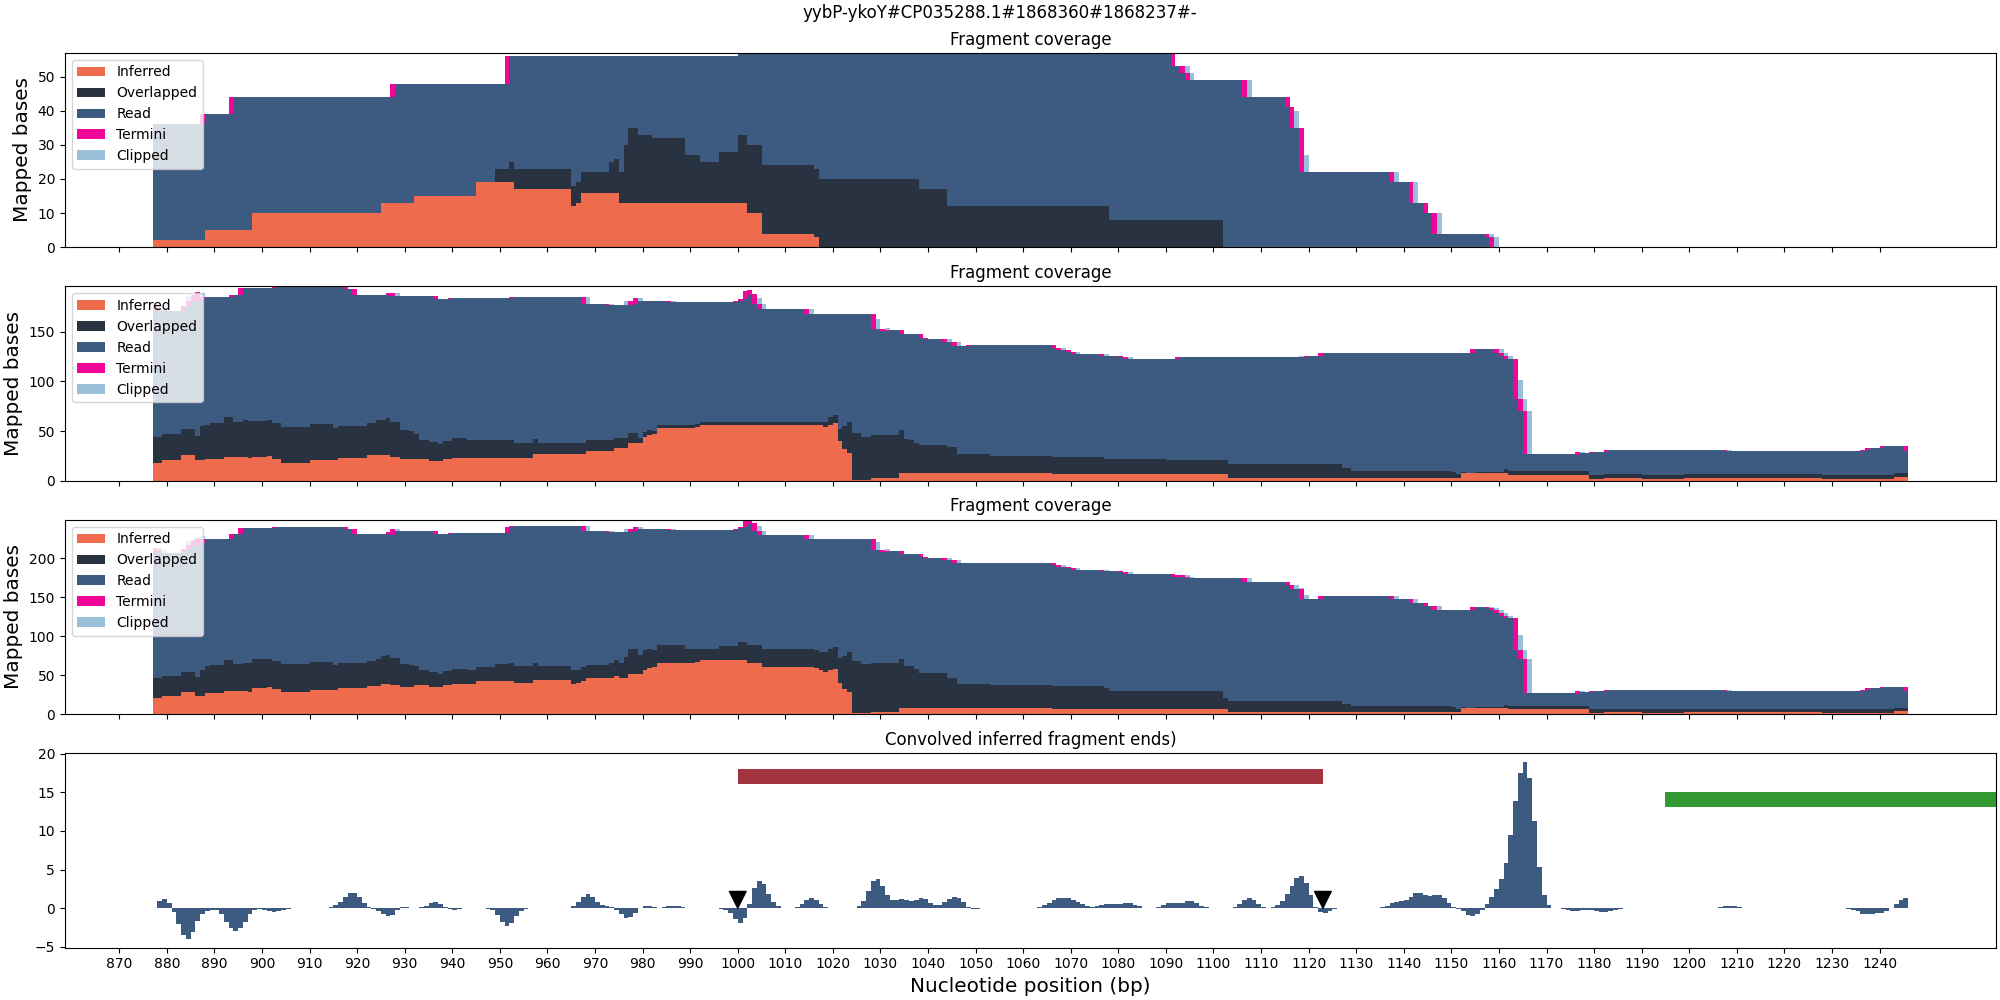 yybP-ykoY#CP035288.1#1868360#1868237#-
Fragment coverage
Mapped bases
50
40
30
20
10
0
Inferred
Overlapped
Read
Termini
Clipped
Fragment coverage
Mapped bases
150
100
50
0
Inferred
Overlapped
Read
Termini
Clipped
Fragment coverage
Mapped bases
200
150
100
50
0
Inferred
Overlapped
Read
Termini
Clipped
Convolved inferred fragment ends)
20
15
10
5
0
−5
870 880 890 900 910 920 930 940 950 960 970 980 990 1000 1010 1020 1030 1040 1050 1060 1070 1080 1090 1100 1110 1120 1130 1140 1150 1160 1170 1180 1190 1200 1210 1220 1230 1240
Nucleotide position (bp)